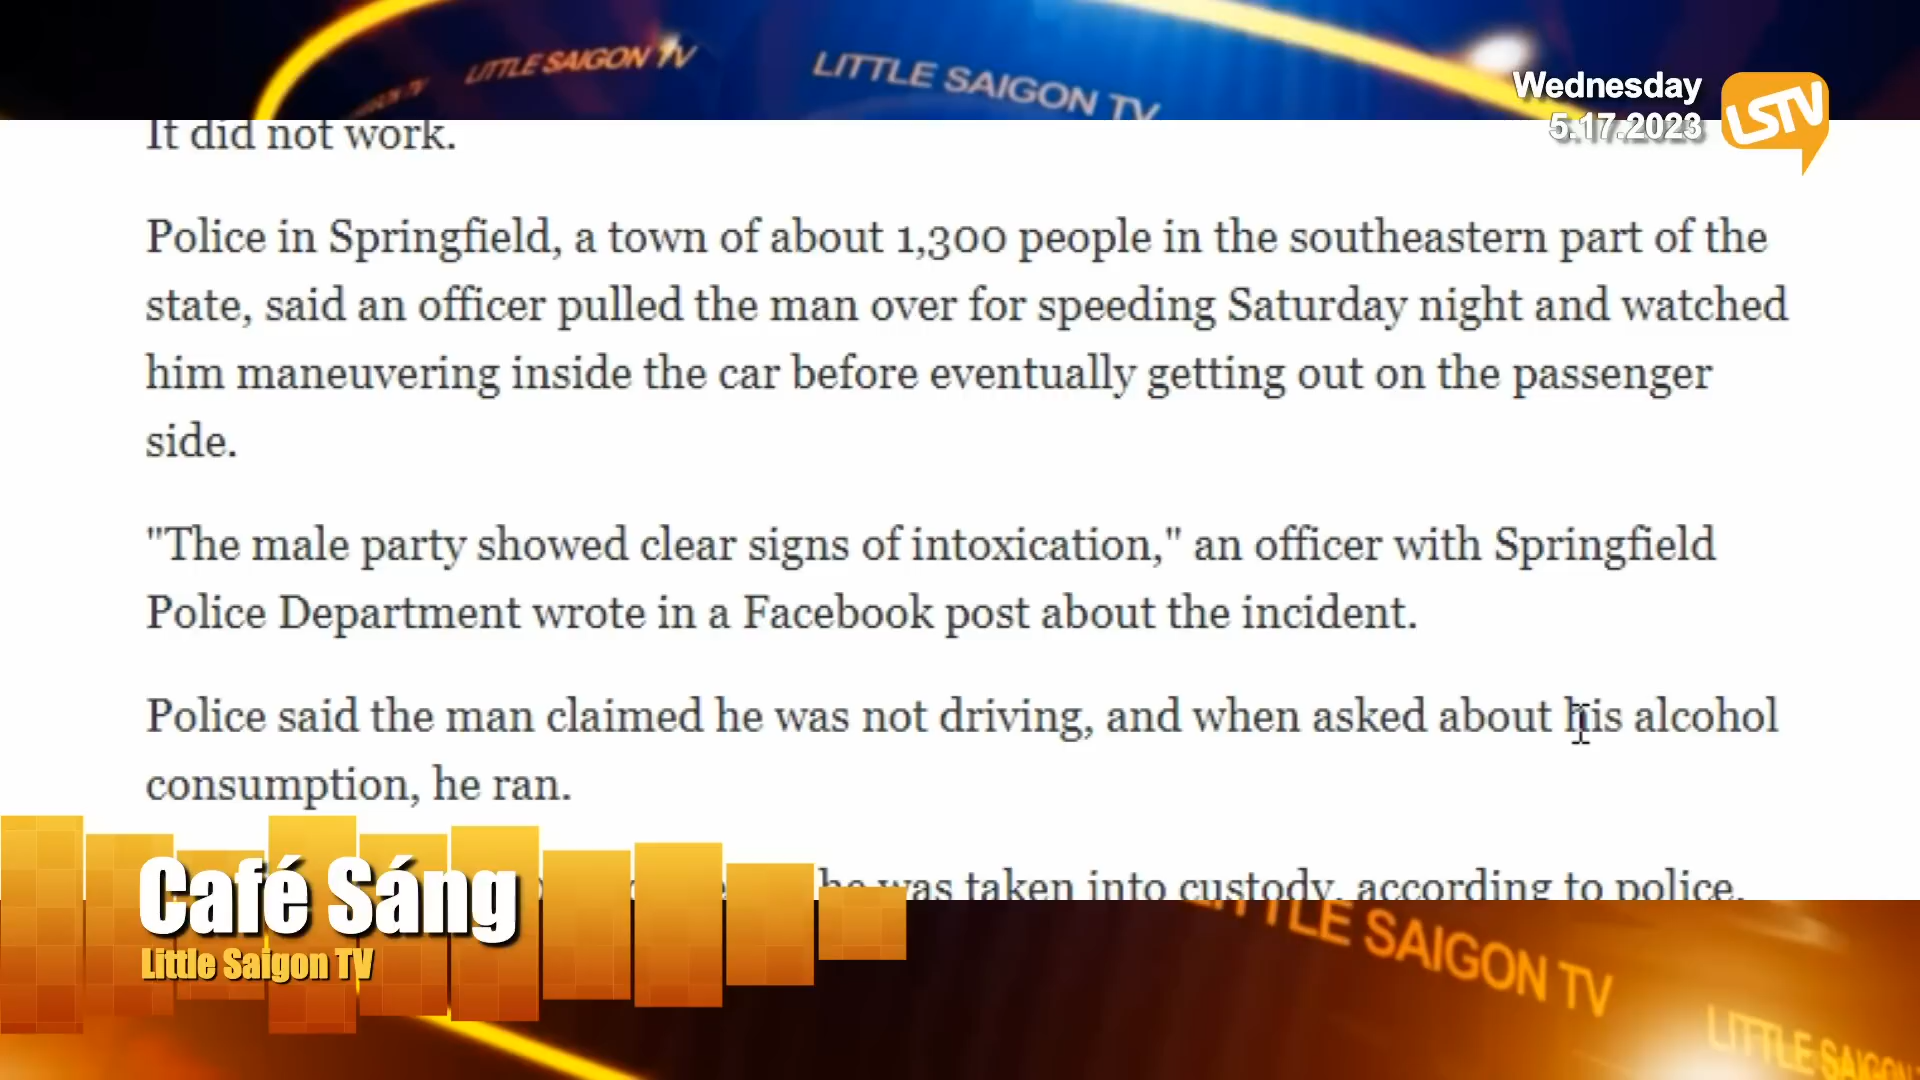 LITTLE SAIGON TV
LITTLE SAIGON TV
SAIGON TV
Wednesday
5.17.2023
LSTV
It did not work.
Police in Springfield, a town of about 1,300 people in the southeastern part of the
state, said an officer pulled the man over for speeding Saturday night and watched
him maneuvering inside the car before eventually getting out on the passenger
side.
"The male party showed clear signs of intoxication," an officer with Springfield
Police Department wrote in a Facebook post about the incident.
Police said the man claimed he was not driving, and when asked about his alcohol
consumption, he ran.
he was taken into custody, according to police.
Café Sáng
Little Saigon TV
LITTLE SAIGON TV
LITTLE SAIGON